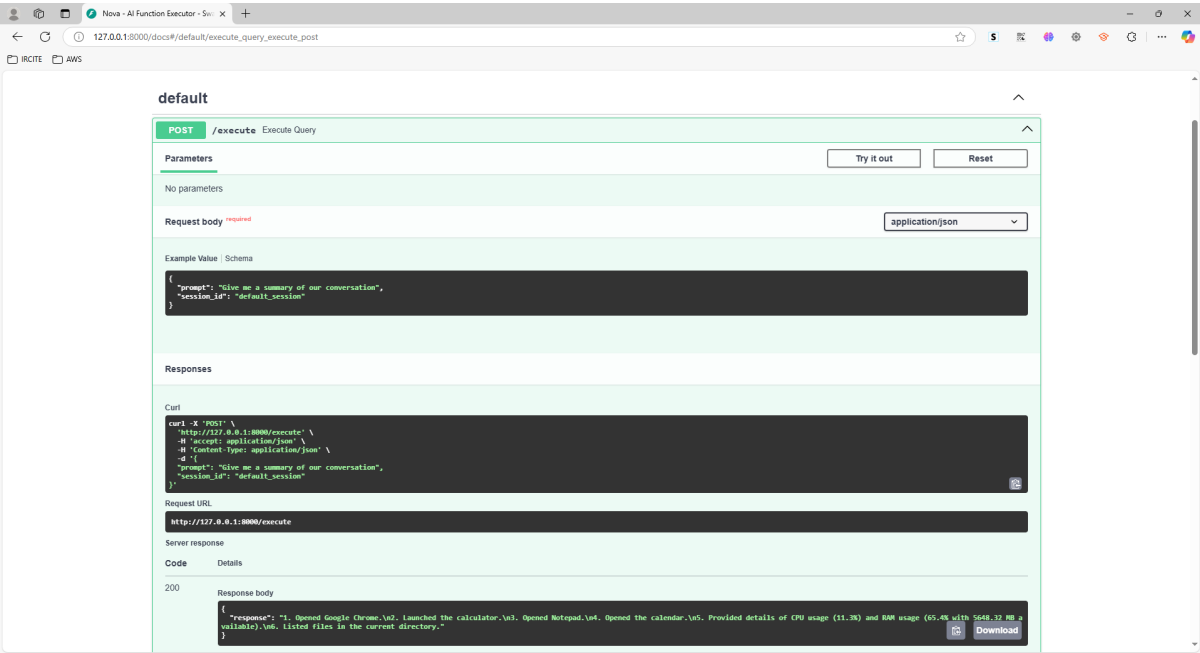 Nova - AI Function Executor - Sw
127.0.0.1:8000/docs#/default/execute_query_execute_post
IRCITE
AWS
default
POST /execute Execute Query
Parameters
Try it out
Reset
No parameters
Request body required
application/json
Example Value | Schema
{
"prompt": "Give me a summary of our conversation",
"session_id": "default_session"
}
Responses
Curl
curl -X 'POST' \
'http://127.0.0.1:8000/execute' \
-H 'accept: application/json' \
-H 'Content-Type: application/json' \
-d '{
"prompt": "Give me a summary of our conversation",
"session_id": "default_session"
}'
Request URL
http://127.0.0.1:8000/execute
Server response
Code Details
200
Response body
{
"response": "1. Opened Google Chrome.\n2. Launched the calculator.\n3. Opened Notepad.\n4. Opened the calendar.\n5. Provided details of CPU usage (11.3%) and RAM usage (65.4% with 5648.32 MB a
vailable).\n6. Listed files in the current directory."
}
Download